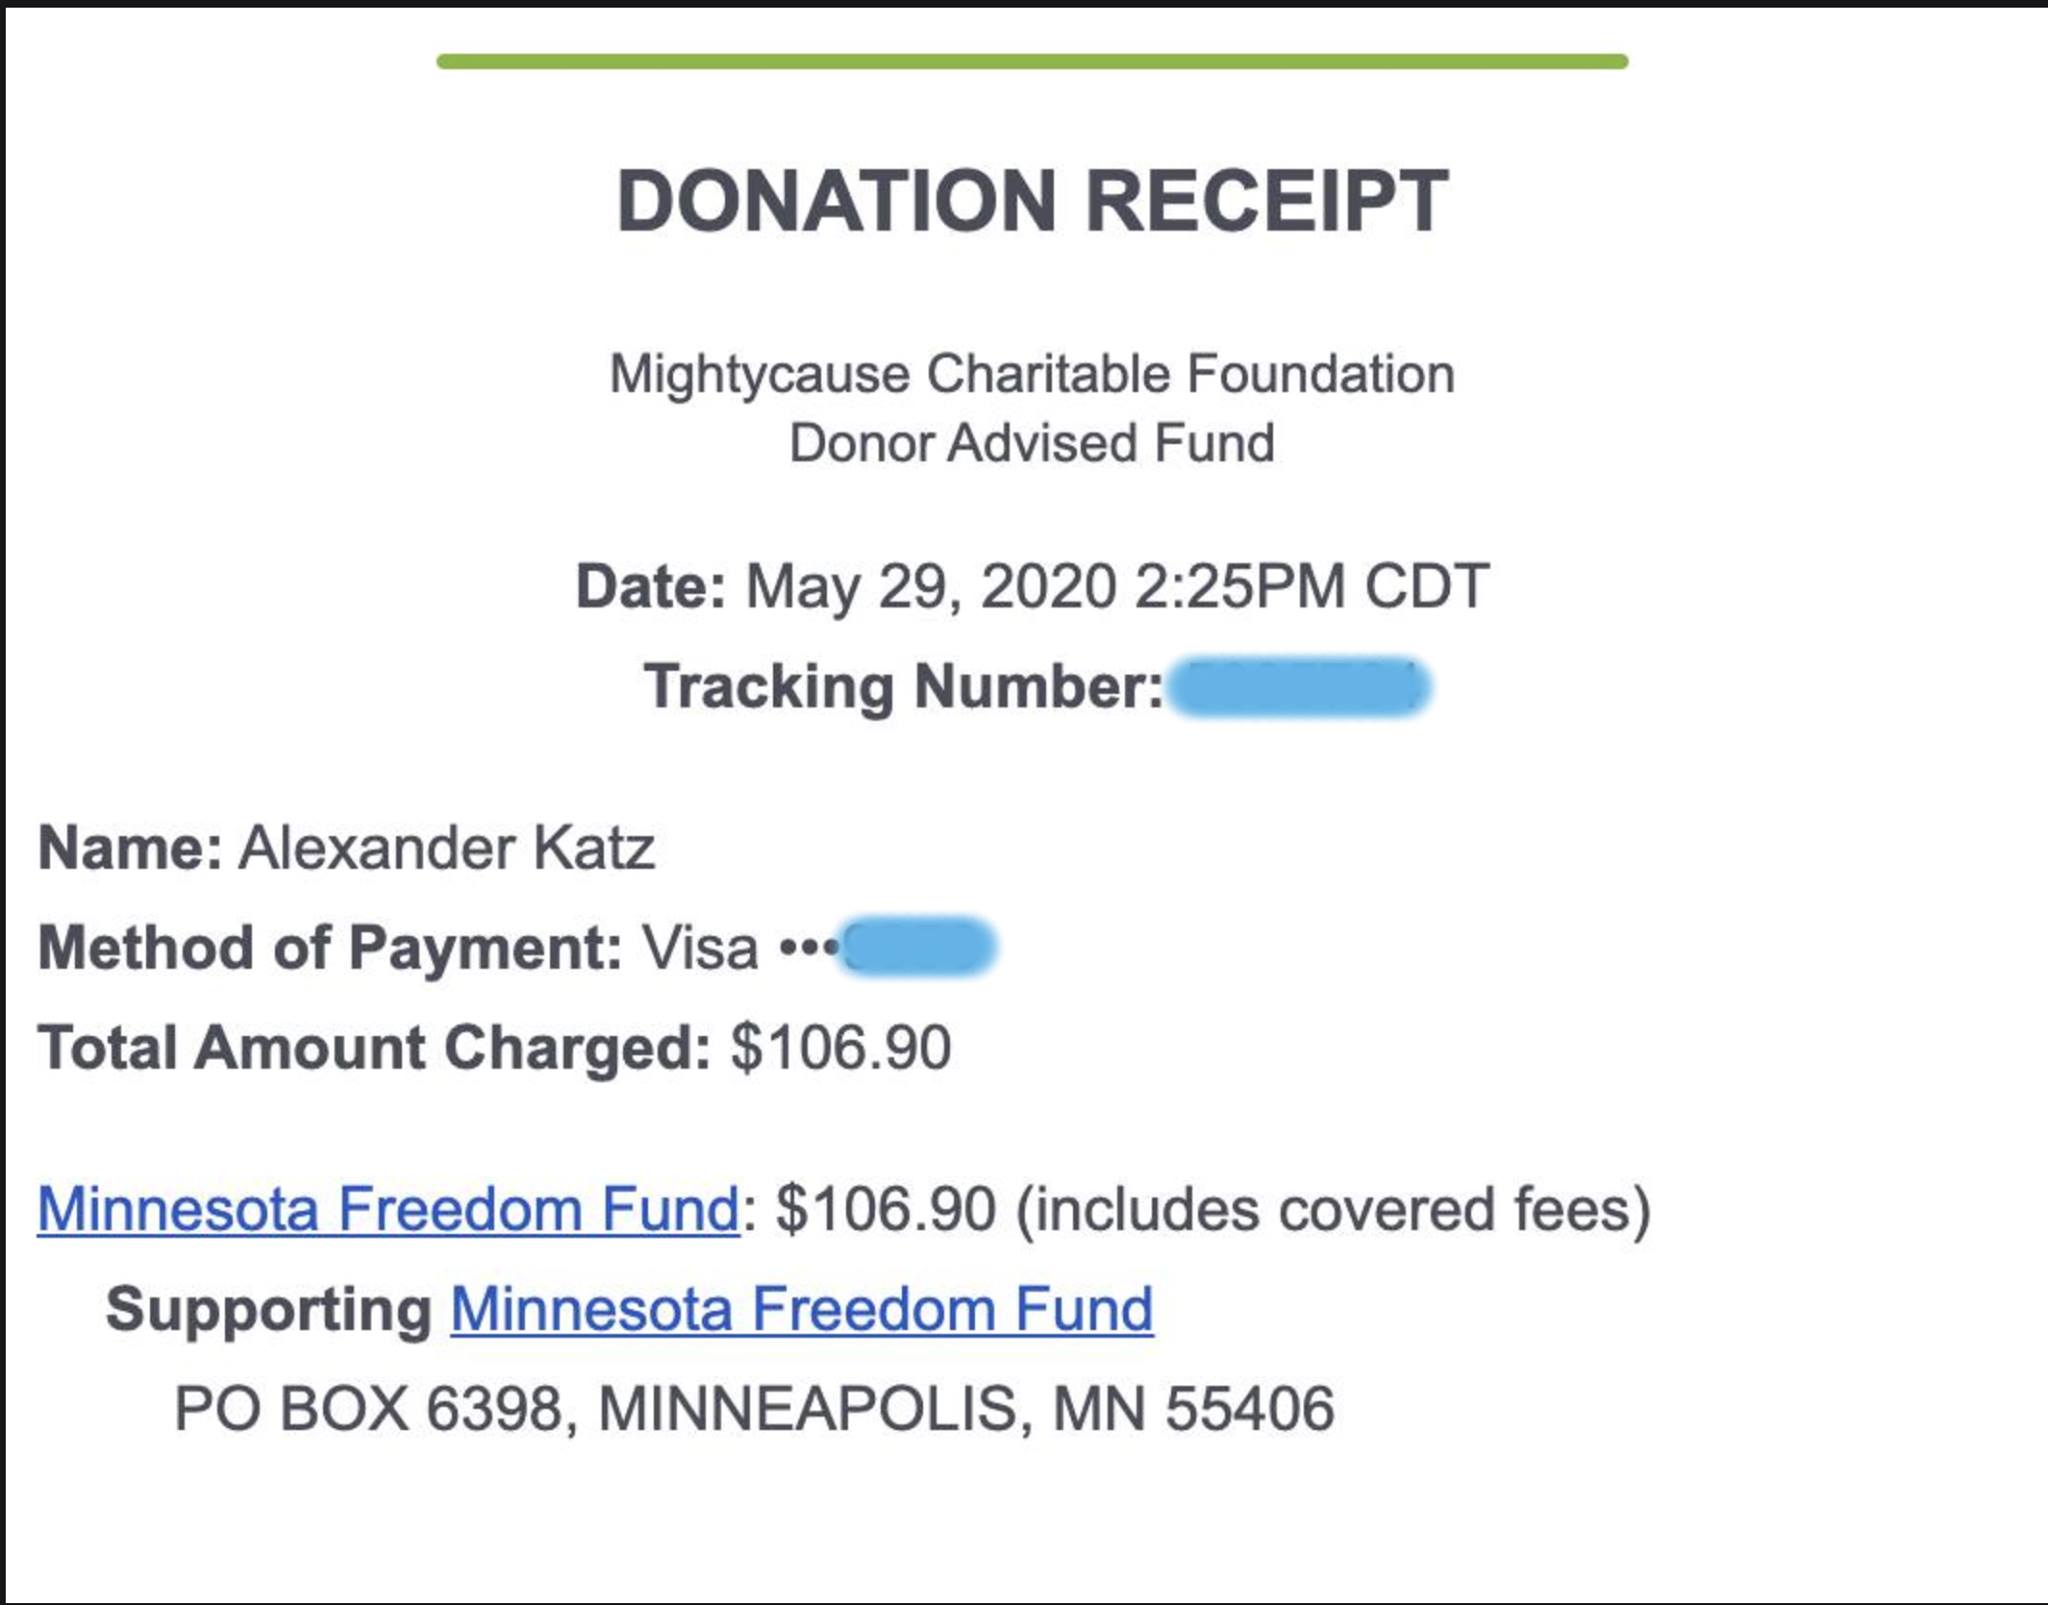 DONATION RECEIPT
Mightycause Charitable Foundation
Donor Advised Fund
Date: May 29, 2020 2:25PM CDT
Tracking Number:
Name: Alexander Katz
Method of Payment: Visa •••
Total Amount Charged: $106.90
Minnesota Freedom Fund: $106.90 (includes covered fees)
Supporting Minnesota Freedom Fund
PO BOX 6398, MINNEAPOLIS, MN 55406